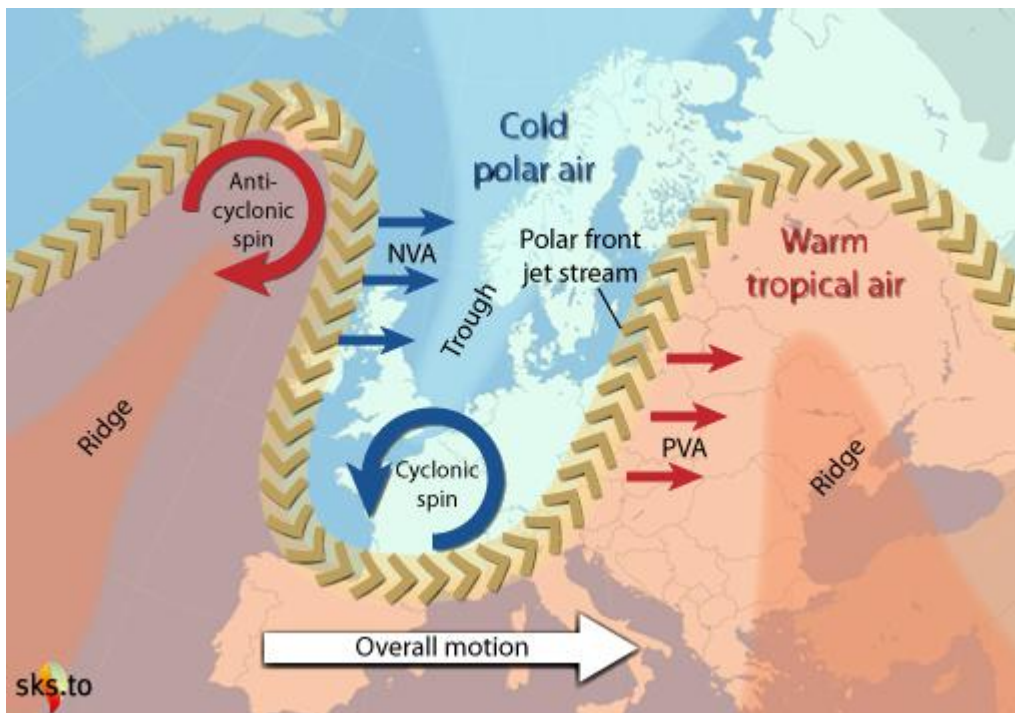 Cold
polar air
Anti-
cyclonic
spin
NVA
Trough
Polar front
jet stream
Warm
tropical air
Ridge
PVA
Ridge
Cyclonic
spin
Overall motion
sks.to